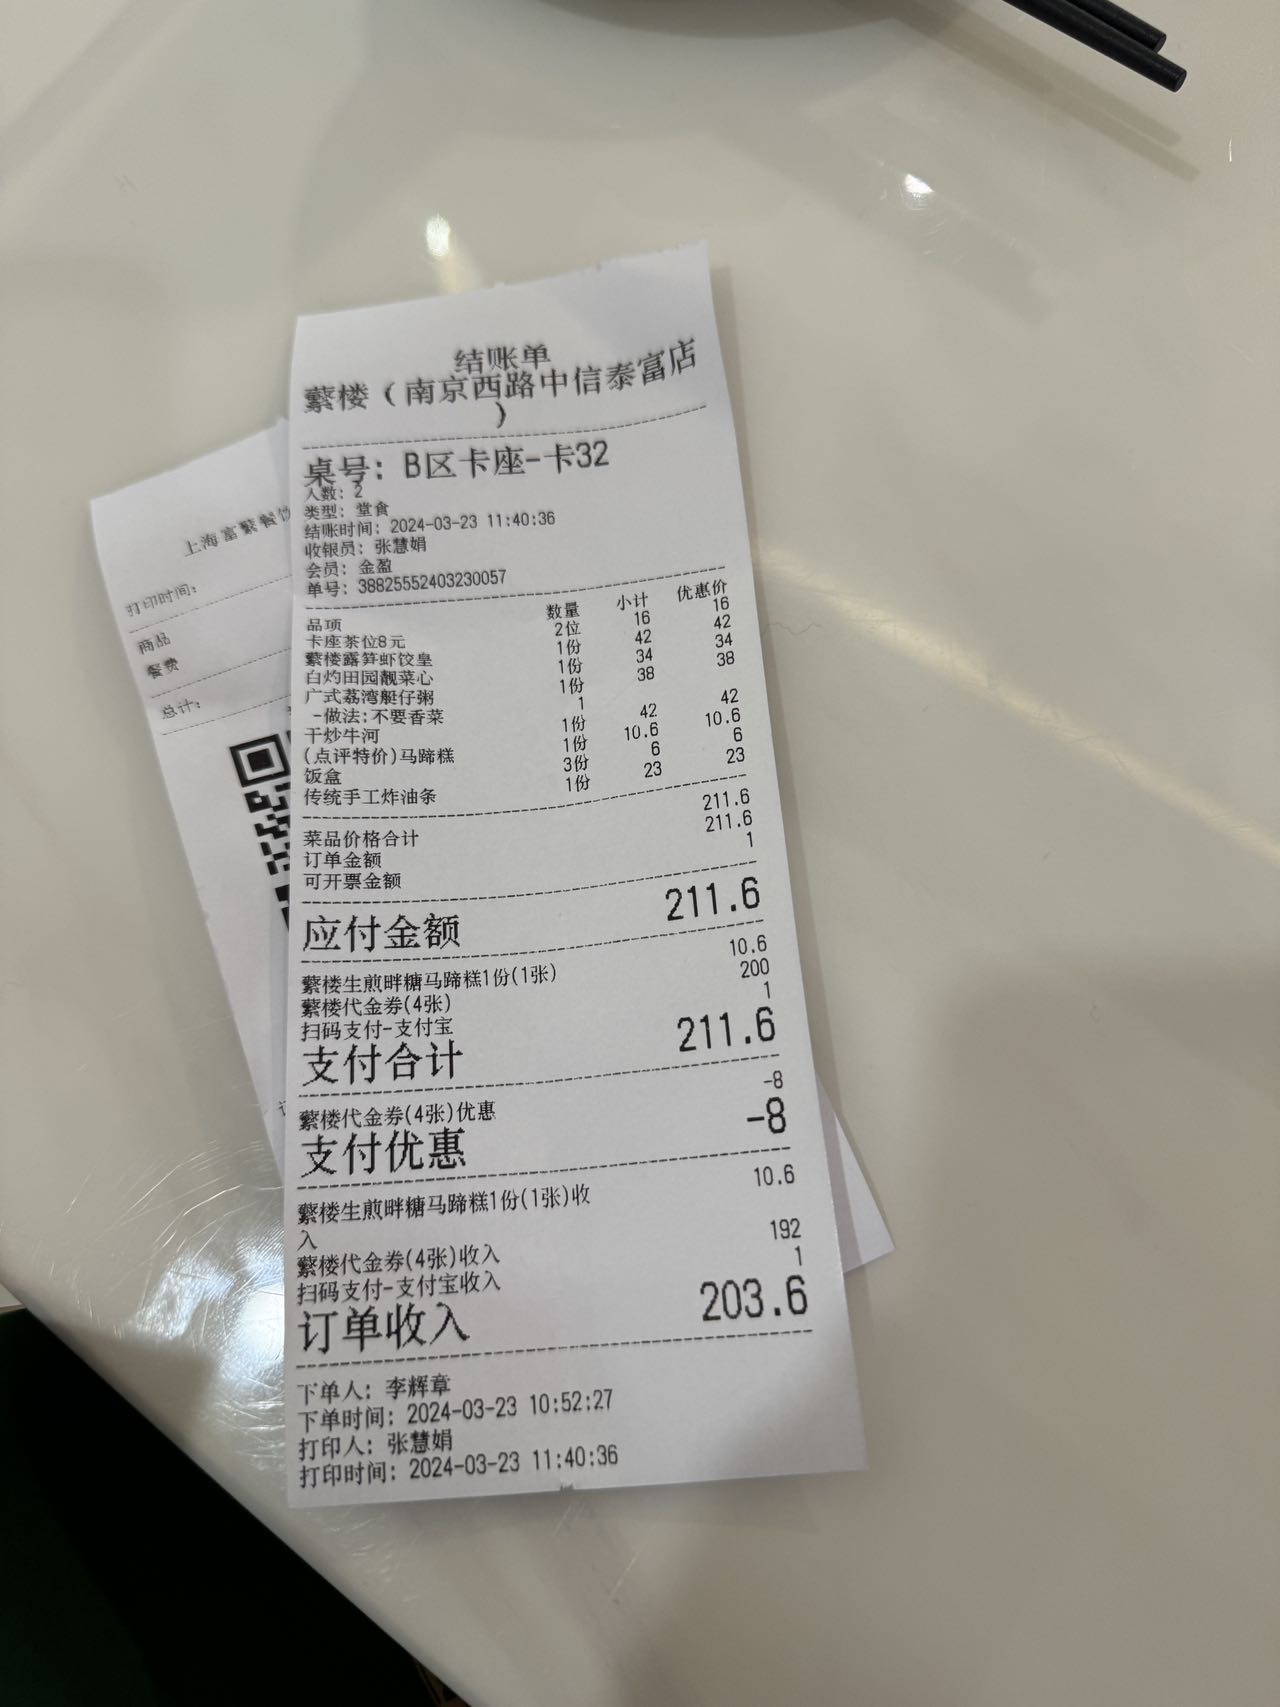 结账单
蘩楼（南京西路中信泰富店
）
桌号: B区卡座-卡32
人数: 2
类型: 堂食
结账时间: 2024-03-23 11:40:36
收银员: 张慧娟
会员: 金盈
单号: 38825552403230057
品项 数量 小计 优惠价
卡座茶位8元 2位 16 16
蘩楼露笋虾饺皇 1份 42 42
白灼田园靓菜心 1份 34 34
广式荔湾艇仔粥 1份 38 38
-做法:不要香菜 1
干炒牛河 1份 42 42
(点评特价)马蹄糕 1份 10.6 10.6
饭盒 3份 6 6
传统手工炸油条 1份 23 23
菜品价格合计 211.6
订单金额 211.6
可开票金额 1
应付金额 211.6
蘩楼生煎畔糖马蹄糕1份(1张) 10.6
蘩楼代金券(4张) 200
扫码支付-支付宝 1
支付合计 211.6
蘩楼代金券(4张)优惠 -8
支付优惠 -8
蘩楼生煎畔糖马蹄糕1份(1张)收 10.6
入
蘩楼代金券(4张)收入 192
扫码支付-支付宝收入 1
订单收入 203.6
下单人: 李辉章
下单时间: 2024-03-23 10:52:27
打印人: 张慧娟
打印时间: 2024-03-23 11:40:36
上海富蘩餐饮
打印时间:
商品
餐费
总计: